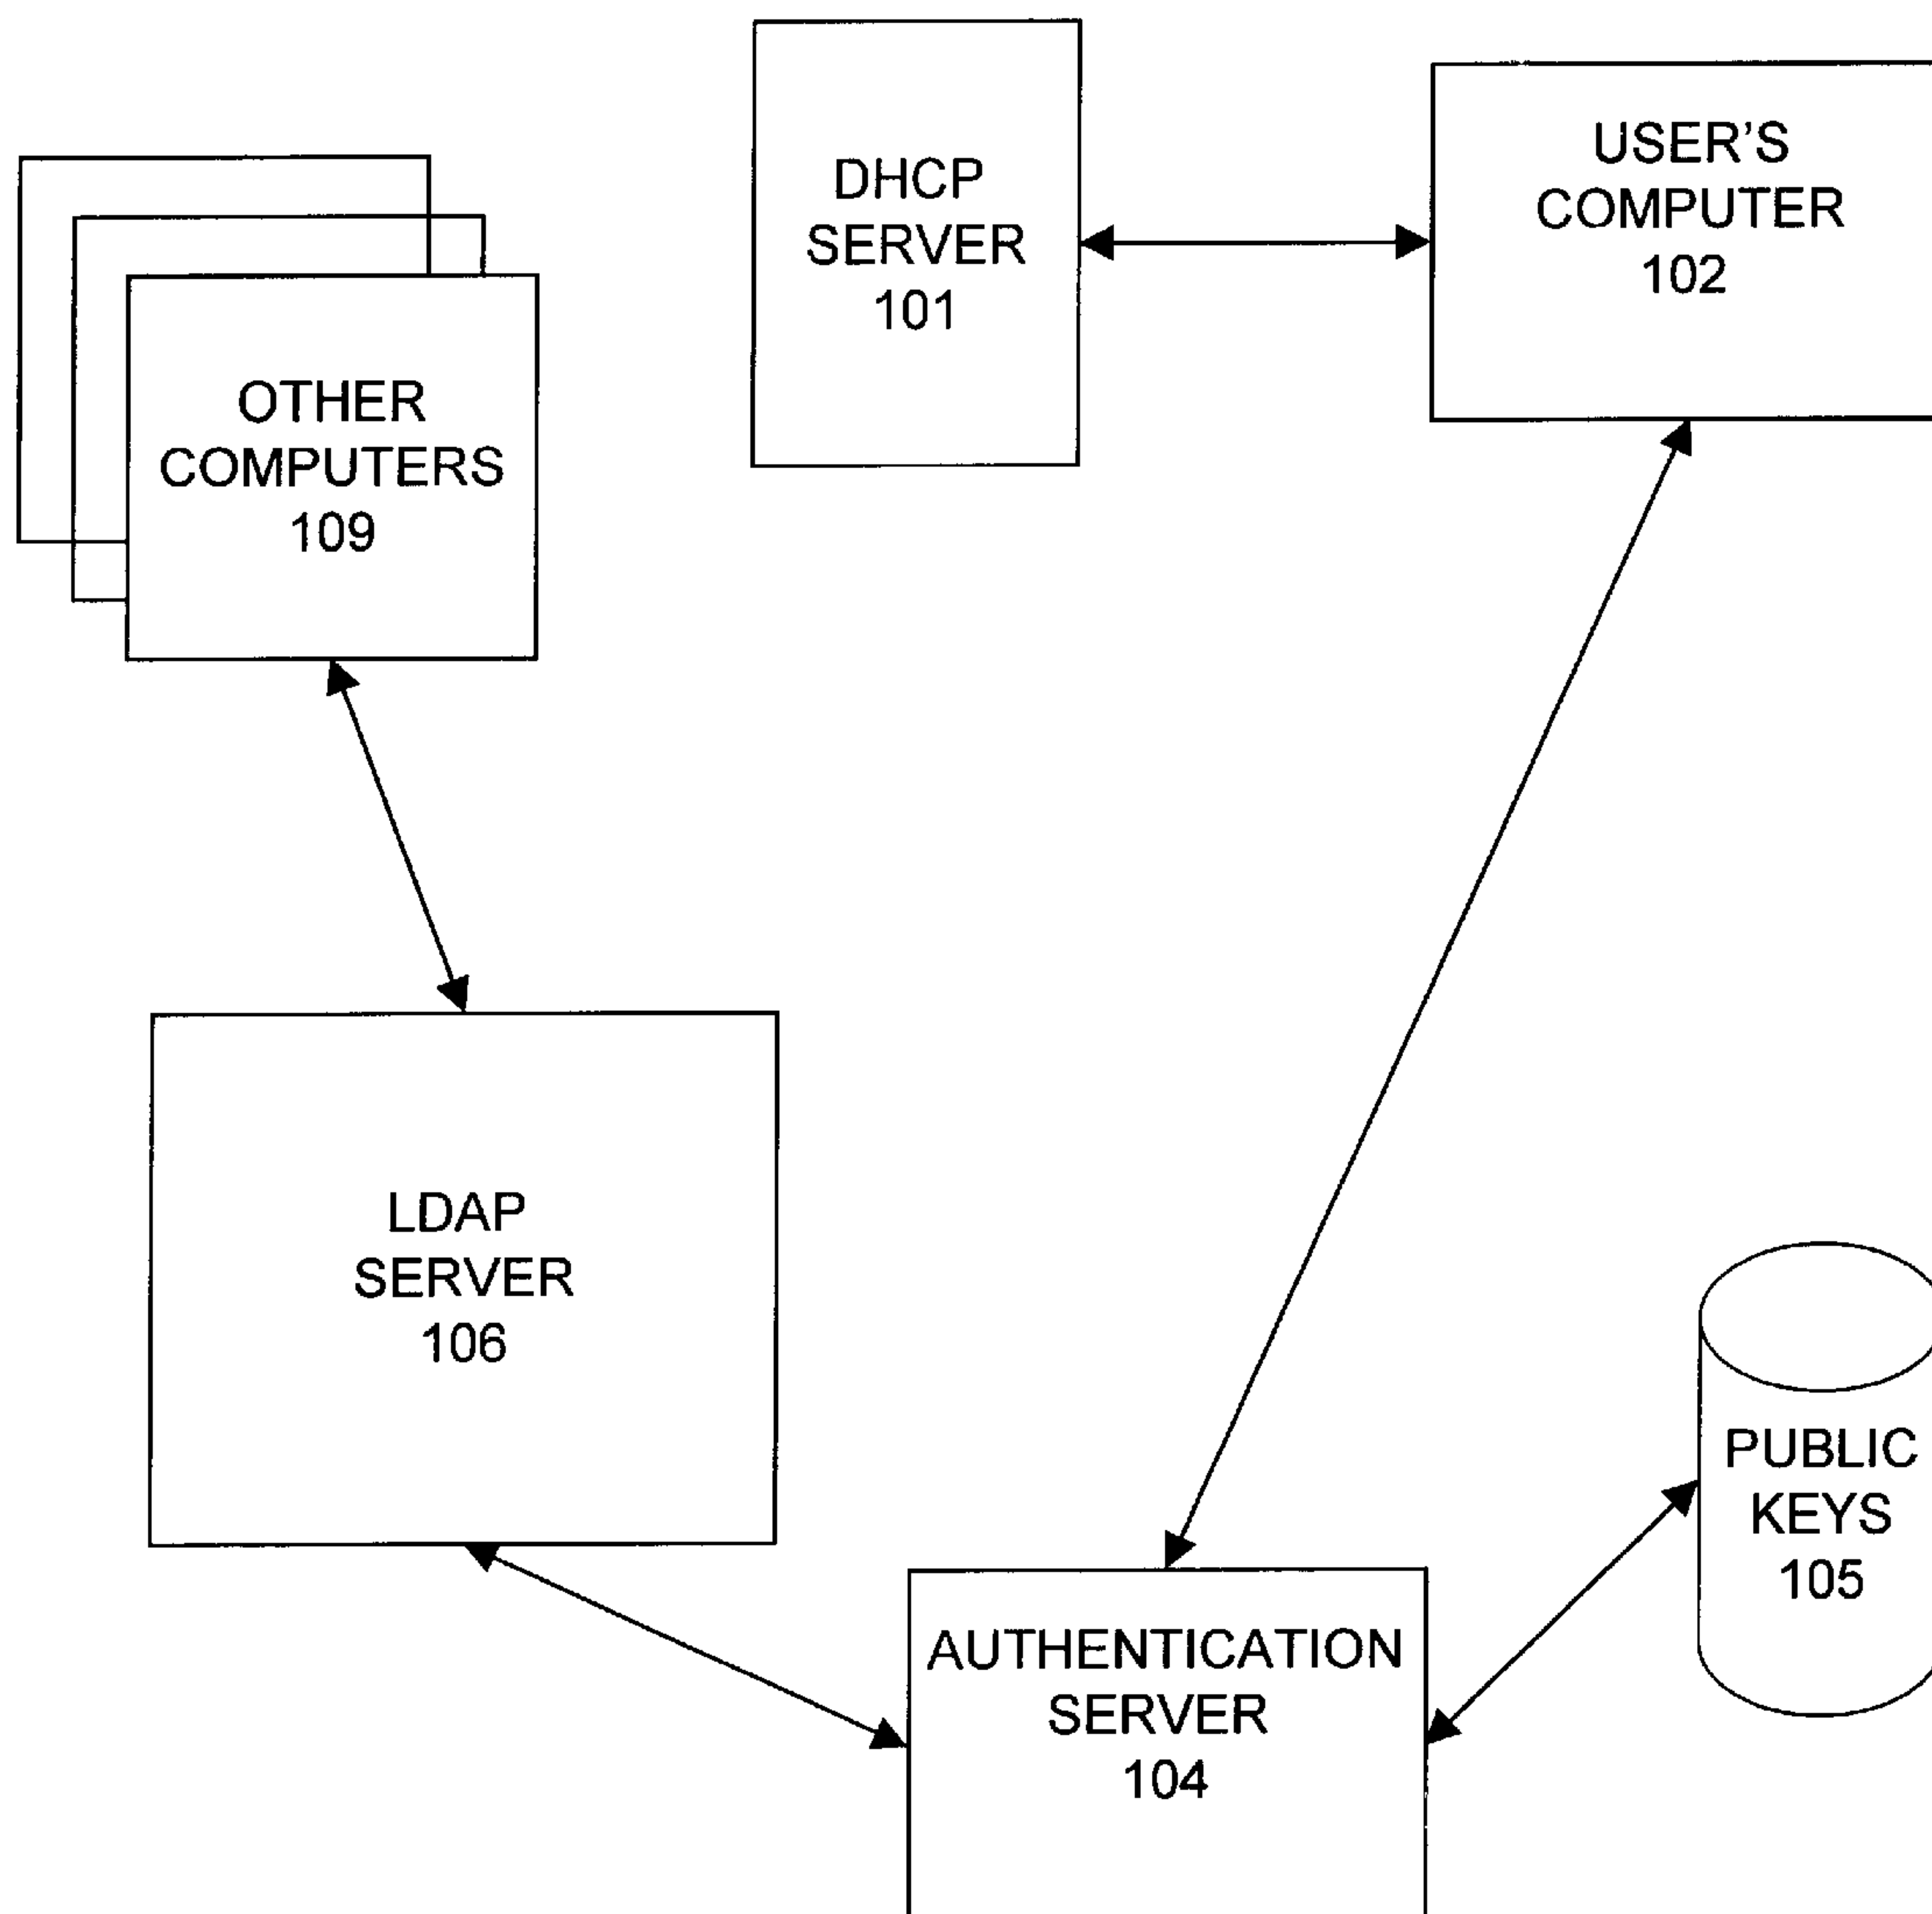 DHCP
SERVER
101
USER'S
COMPUTER
102
OTHER
COMPUTERS
109
LDAP
SERVER
106
PUBLIC
KEYS
105
AUTHENTICATION
SERVER
104